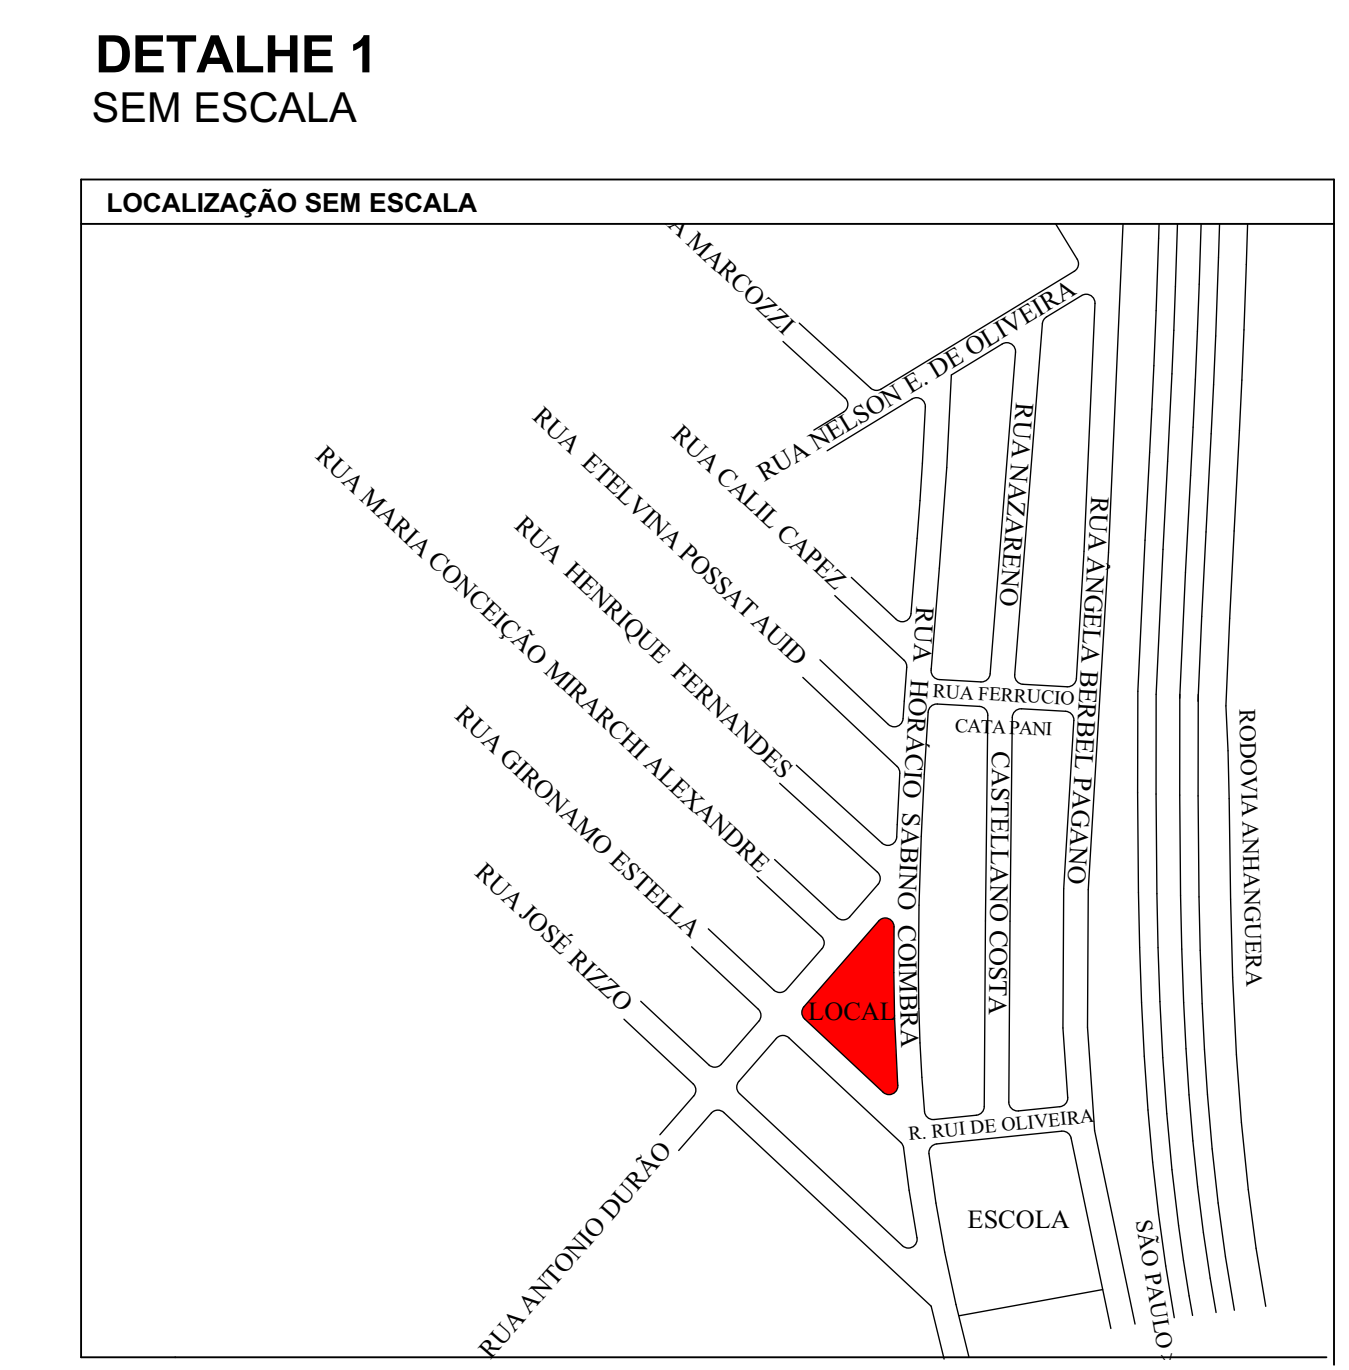 DETALHE 1
SEM ESCALA
LOCALIZAÇÃO SEM ESCALA
MARCOZZI
RUA NELSON E. DE OLIVEIRA
RUA CALIL CAPEZ
RUA ETELVINA POSSAT AUID
RUA HENRIQUE FERNANDES
RUA MARIA CONCEIÇÃO MIRARCHI ALEXANDRE
RUA GIRONAMO ESTELLA
RUA JOSÉ RIZZO
RUA ANTONIO DURÃO
RUA HORÁCIO SABINO COIMBRA
RUA NAZARENO
CASTELLANO COSTA
RUA ÂNGELA BERBEL PAGANO
RUA FERRUCIO
CATA PANI
RODOVIA ANHANGUERA
LOCAL
R. RUI DE OLIVEIRA
ESCOLA
SÃO PAULO